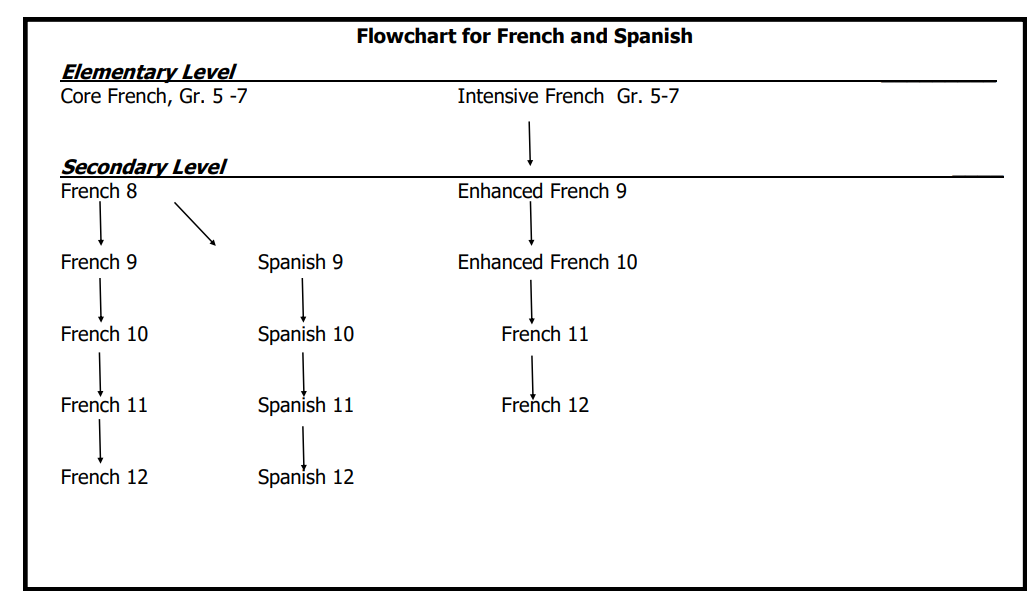 Flowchart for French and Spanish
Elementary Level
Core French, Gr. 5 -7 Intensive French Gr. 5-7
Secondary Level
French 8 Enhanced French 9
French 9 Spanish 9 Enhanced French 10
French 10 Spanish 10 French 11
French 11 Spanish 11 French 12
French 12 Spanish 12